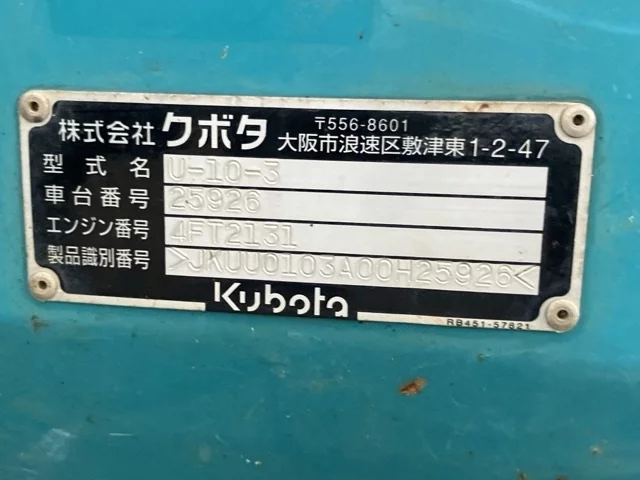 株式会社 クボタ 〒556-8601
大阪市浪速区敷津東1-2-47
型式名 U-10-3
車台番号 25926
エンジン番号 4FT2131
製品識別番号 >JKUU0103A00H25926<
Kubota
RB451-57621